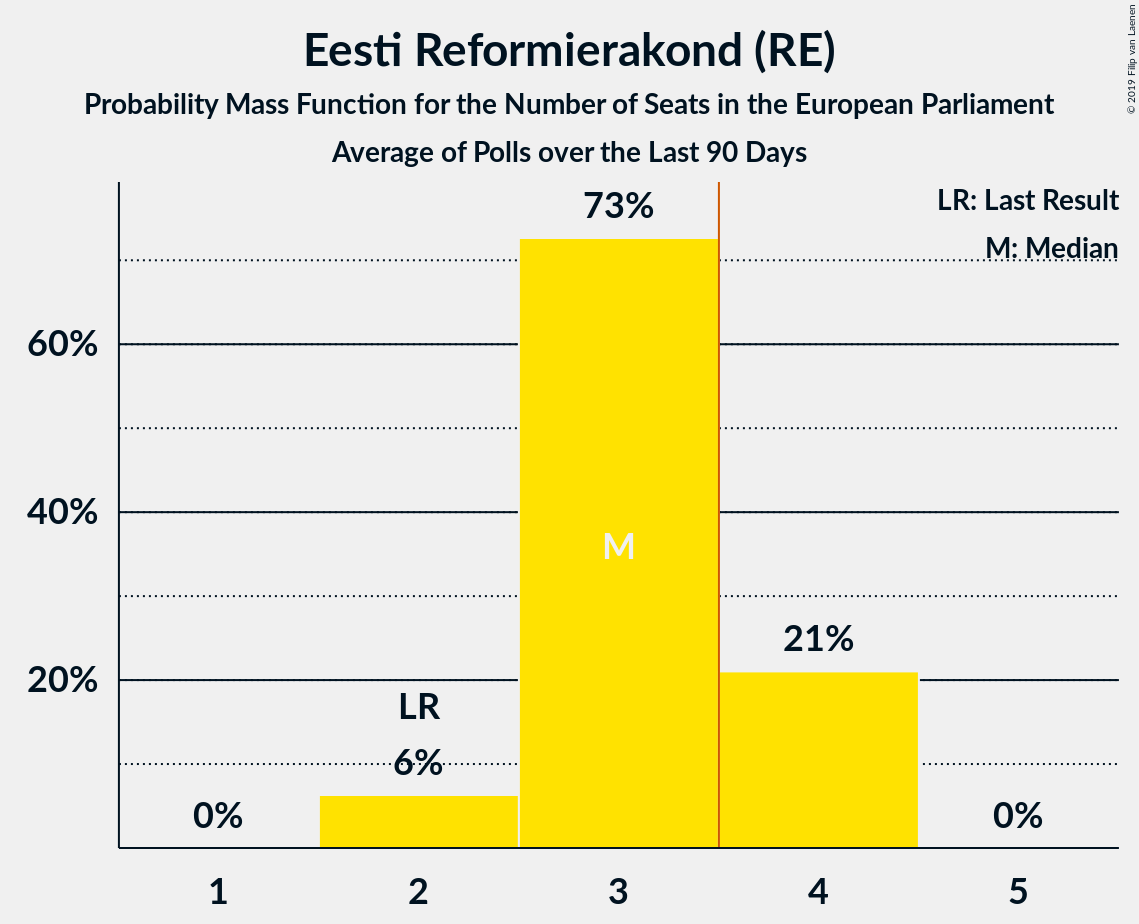 Eesti Reformierakond (RE)
Probability Mass Function for the Number of Seats in the European Parliament
Average of Polls over the Last 90 Days
© 2019 Filip van Laenen
LR: Last Result
M: Median
73%
60%
40%
20%
M
21%
LR
6%
0%
0%
1
2
3
4
5